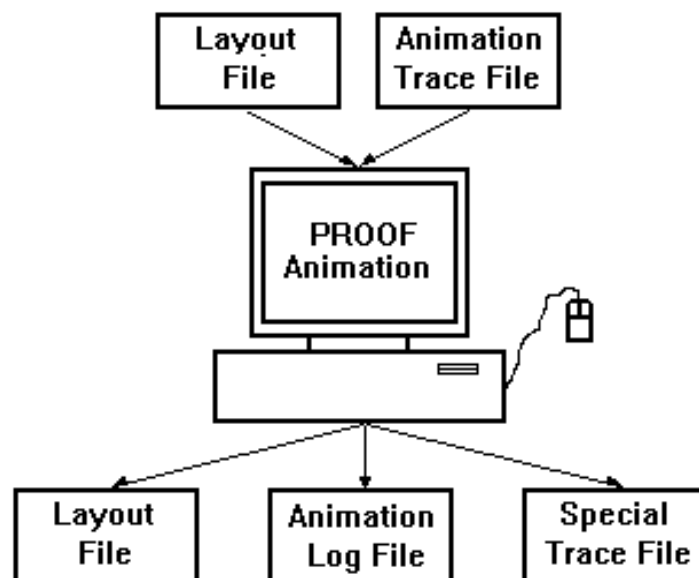 Layout
File
Animation
Trace File
PROOF
Animation
Layout
File
Animation
Log File
Special
Trace File